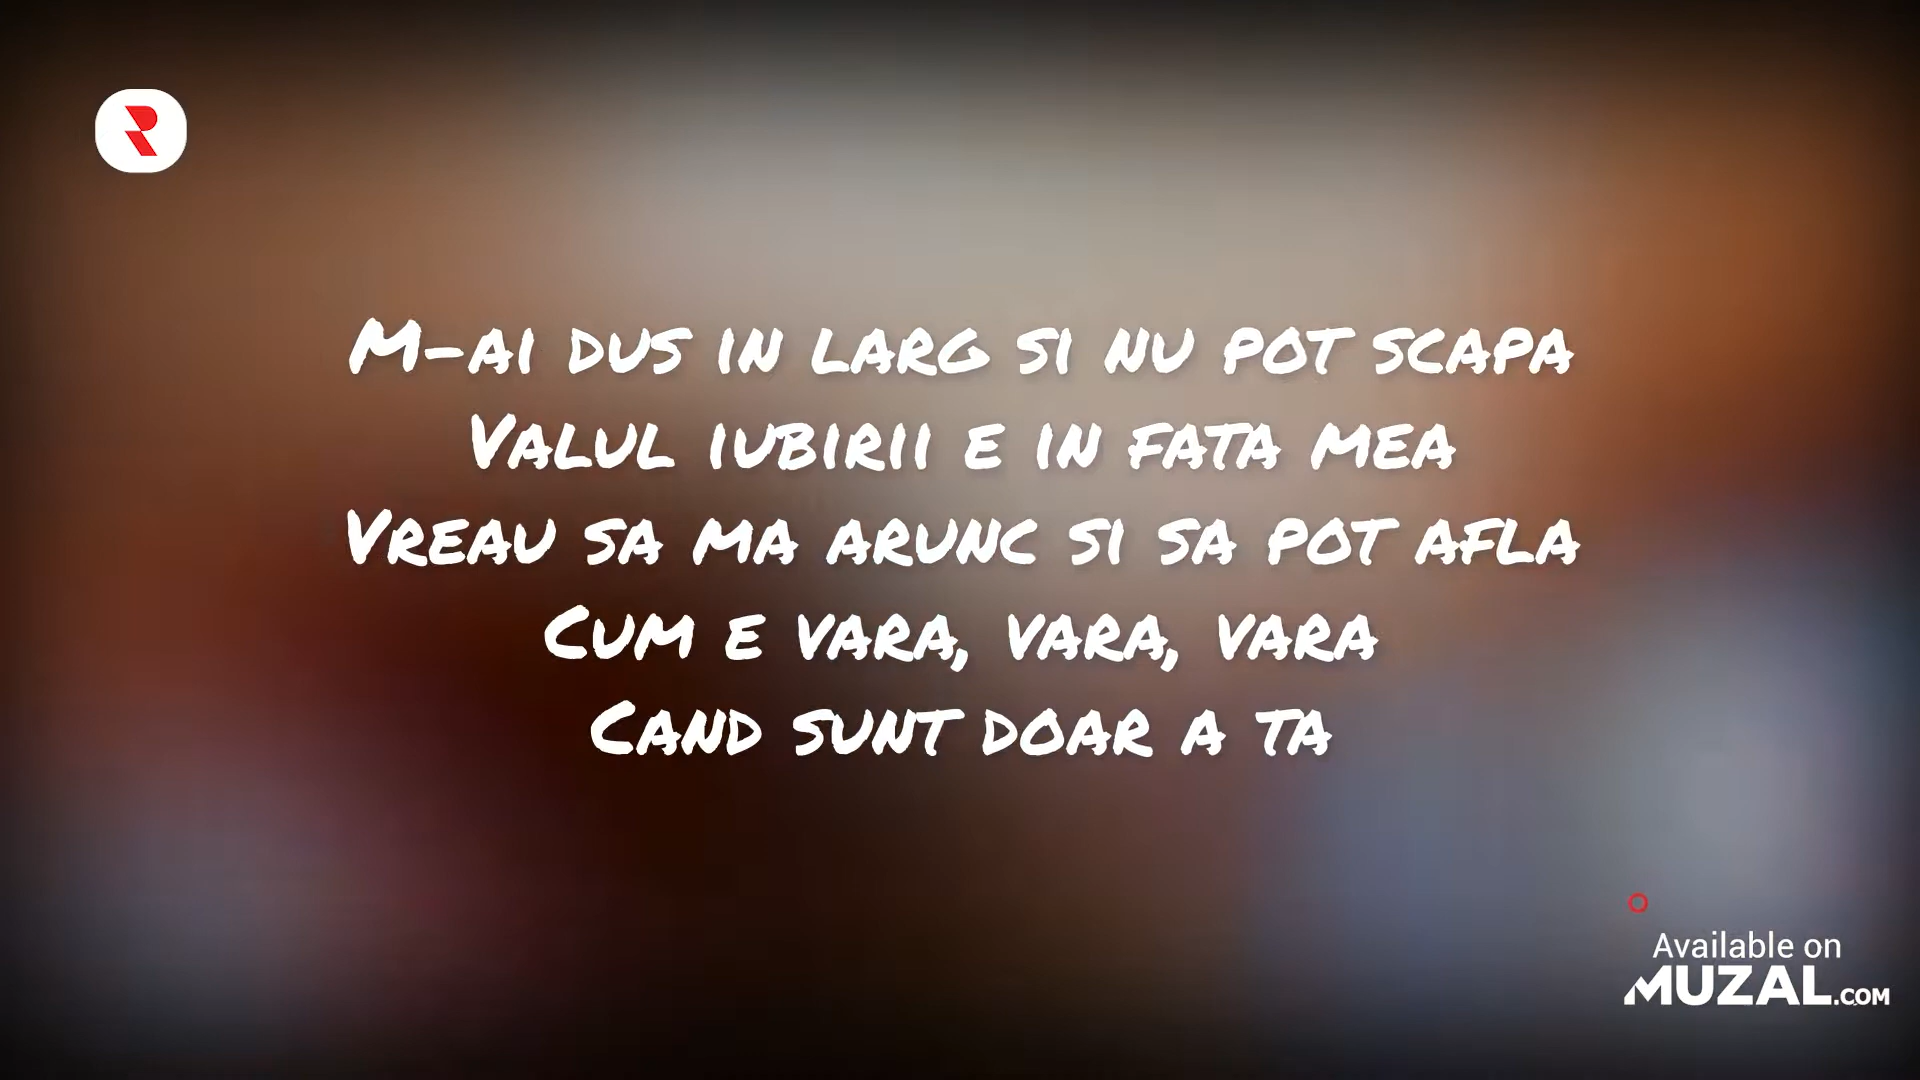 R
M-AI DUS IN LARG SI NU POT SCAPA
VALUL IUBIRII E IN FATA MEA
VREAU SA MA ARUNC SI SA POT AFLA
CUM E VARA, VARA, VARA
CAND SUNT DOAR A TA
Available on
MUZAL.COM